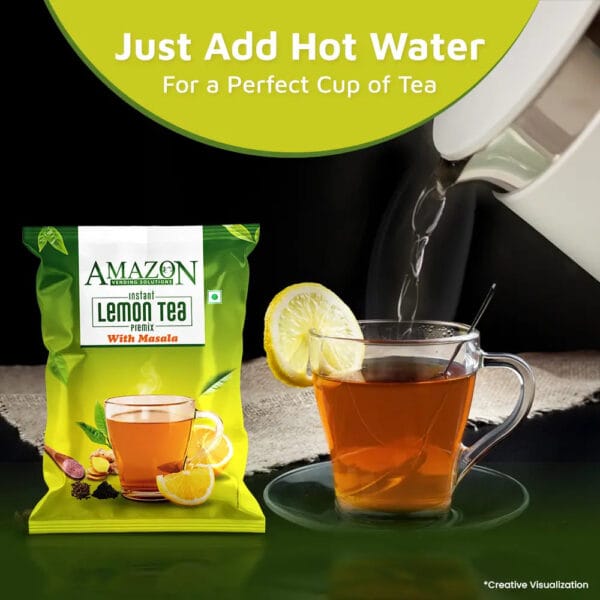 Just Add Hot Water
For a Perfect Cup of Tea
AMAZON
VENDING SOLUTIONS
Instant
LEMON TEA
PREMIX
With Masala
*Creative Visualization